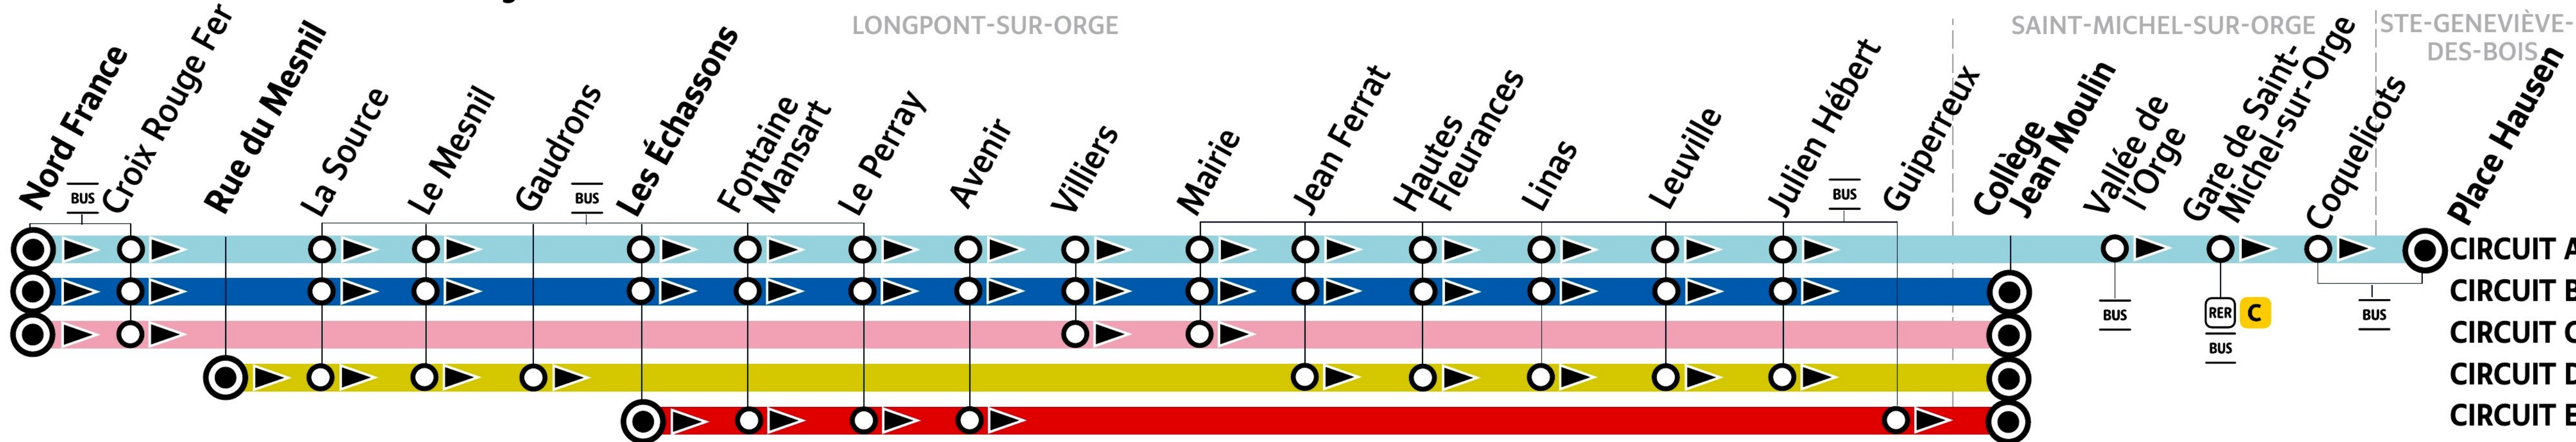 LONGPONT-SUR-ORGE
SAINT-MICHEL-SUR-ORGE
STE-GENEVIÈVE-
DES-BOIS
Nord France
BUS
Croix Rouge Fer
Rue du Mesnil
La Source
Le Mesnil
Gaudrons
BUS
Les Échassons
Fontaine
Mansart
Le Perray
Avenir
Villiers
Mairie
Jean Ferrat
Hautes
Fleurances
Linas
Leuville
Julien Hébert
BUS
Guiperreux
Collège
Jean Moulin
Vallée de
l'Orge
Gare de Saint-
Michel-sur-Orge
Coquelicots
Place Hausen
CIRCUIT A
CIRCUIT B
CIRCUIT C
CIRCUIT D
CIRCUIT E
BUS
RER C
BUS
BUS